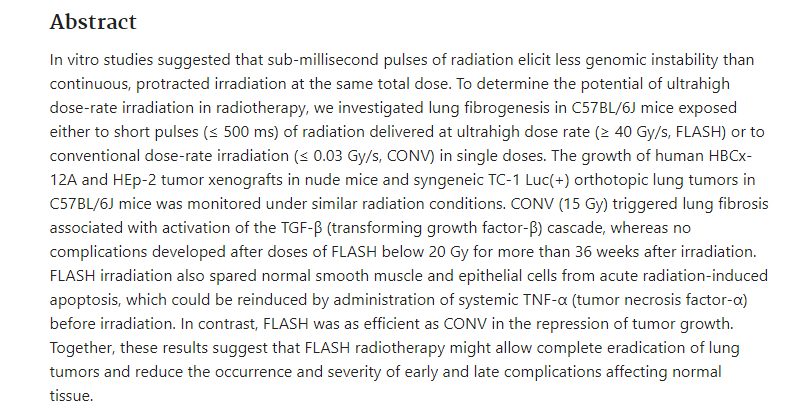 Abstract
In vitro studies suggested that sub-millisecond pulses of radiation elicit less genomic instability than
continuous, protracted irradiation at the same total dose. To determine the potential of ultrahigh
dose-rate irradiation in radiotherapy, we investigated lung fibrogenesis in C57BL/6J mice exposed
either to short pulses (≤ 500 ms) of radiation delivered at ultrahigh dose rate (≥ 40 Gy/s, FLASH) or to
conventional dose-rate irradiation (≤ 0.03 Gy/s, CONV) in single doses. The growth of human HBCx-
12A and HEp-2 tumor xenografts in nude mice and syngeneic TC-1 Luc(+) orthotopic lung tumors in
C57BL/6J mice was monitored under similar radiation conditions. CONV (15 Gy) triggered lung fibrosis
associated with activation of the TGF-β (transforming growth factor-β) cascade, whereas no
complications developed after doses of FLASH below 20 Gy for more than 36 weeks after irradiation.
FLASH irradiation also spared normal smooth muscle and epithelial cells from acute radiation-induced
apoptosis, which could be reinduced by administration of systemic TNF-α (tumor necrosis factor-α)
before irradiation. In contrast, FLASH was as efficient as CONV in the repression of tumor growth.
Together, these results suggest that FLASH radiotherapy might allow complete eradication of lung
tumors and reduce the occurrence and severity of early and late complications affecting normal
tissue.